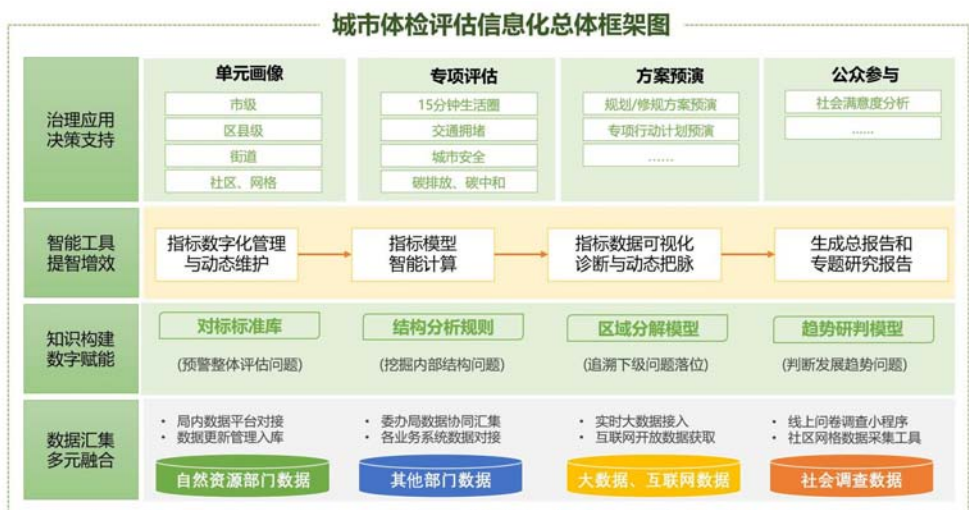 城市体检评估信息化总体框架图
治理应用
决策支持
单元画像
市级
区县级
街道
社区、网格
专项评估
15分钟生活圈
交通拥堵
城市安全
碳排放、碳中和
方案预演
规划/修规方案预演
专项行动计划预演
……
公众参与
社会满意度分析
……
智能工具
提智增效
指标数字化管理
与动态维护
指标模型
智能计算
指标数据可视化
诊断与动态把脉
生成总报告和
专题研究报告
知识构建
数字赋能
对标标准库
(预警整体评估问题)
结构分析规则
(挖掘内部结构问题)
区域分解模型
(追溯下级问题落位)
趋势研判模型
(判断发展趋势问题)
数据汇集
多元融合
• 局内数据平台对接
• 数据更新管理入库
自然资源部门数据
• 委办局数据协同汇集
• 各业务系统数据对接
其他部门数据
• 实时大数据接入
• 互联网开放数据获取
大数据、互联网数据
• 线上问卷调查小程序
• 社区网格数据采集工具
社会调查数据